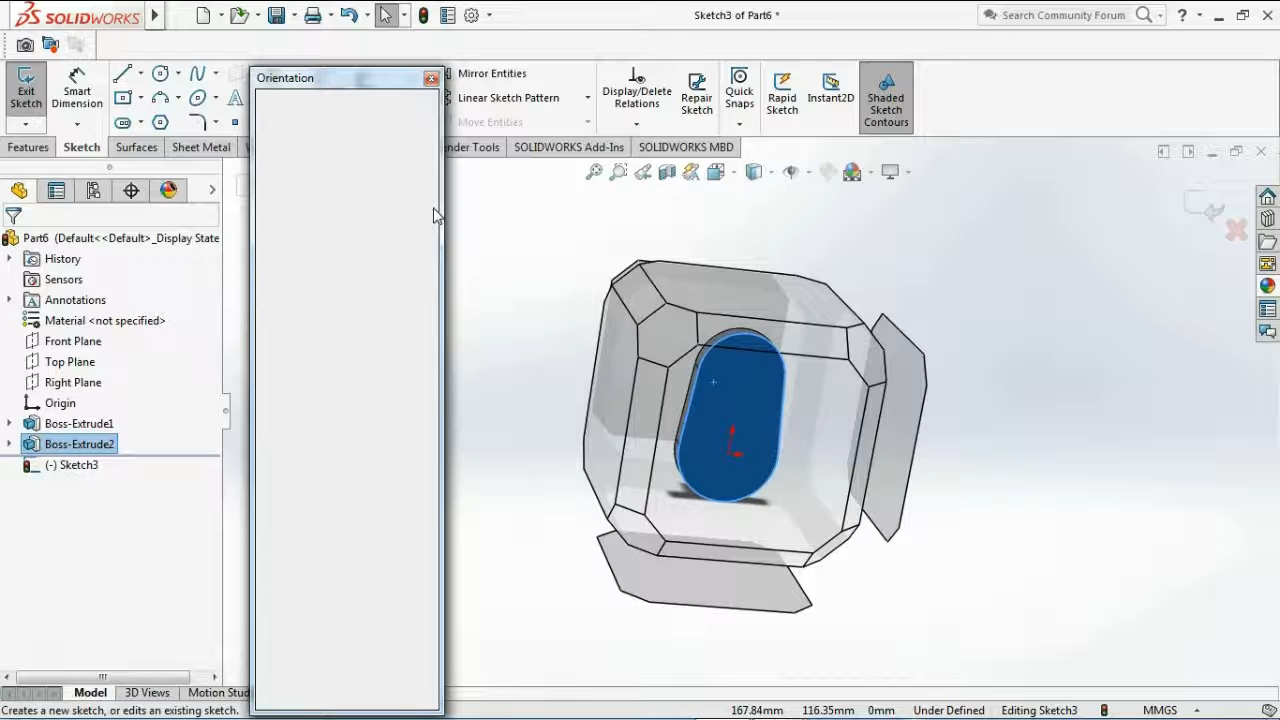 SOLIDWORKS
Sketch3 of Part6 *
Search Community Forum
?
Exit Sketch
Smart Dimension
Mirror Entities
Linear Sketch Pattern
Move Entities
Display/Delete Relations
Repair Sketch
Quick Snaps
Rapid Sketch
Instant2D
Shaded Sketch Contours
Orientation
Features
Sketch
Surfaces
Sheet Metal
ender Tools
SOLIDWORKS Add-Ins
SOLIDWORKS MBD
Part6 (Default<<Default>_Display State
History
Sensors
Annotations
Material <not specified>
Front Plane
Top Plane
Right Plane
Origin
Boss-Extrude1
Boss-Extrude2
(-) Sketch3
Model
3D Views
Motion Stu
Creates a new sketch, or edits an existing sketch.
167.84mm
116.35mm
0mm
Under Defined
Editing Sketch3
MMGS